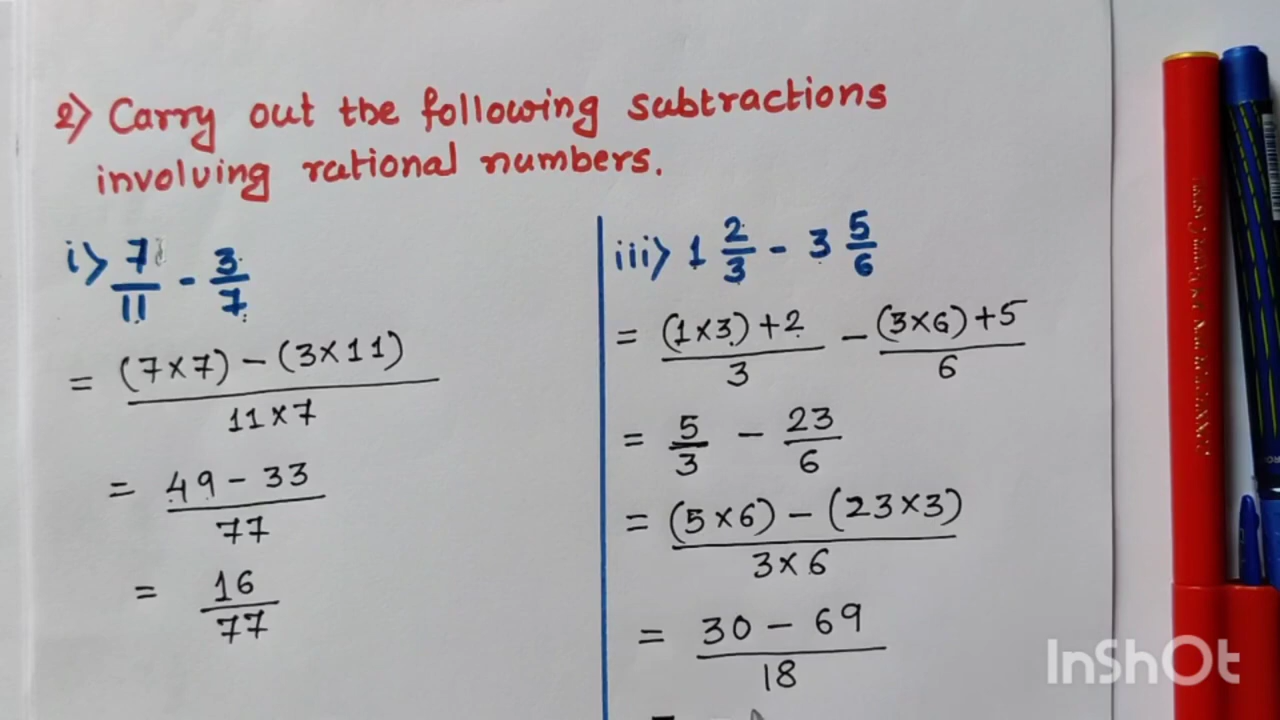 2) Carry out the following subtractions
involving rational numbers.
i) 7/11 - 3/7
= (7×7) - (3×11) / 11×7
= 49 - 33 / 77
= 16/77
iii) 1 2/3 - 3 5/6
= (1×3)+2 / 3 - (3×6)+5 / 6
= 5/3 - 23/6
= (5×6) - (23×3) / 3×6
= 30 - 69 / 18
=
InShOt